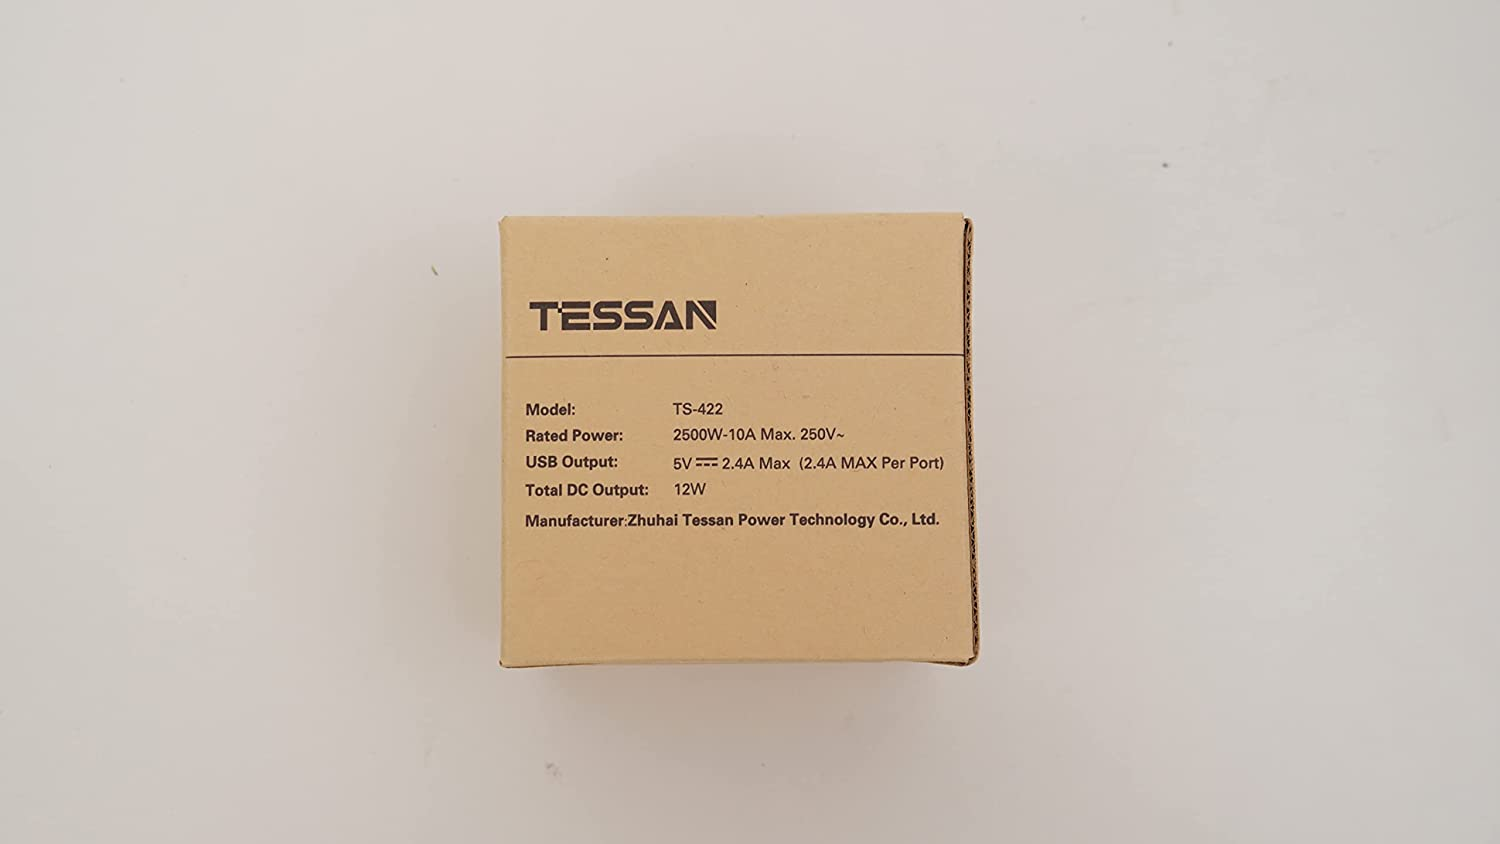 TESSAN
Model: TS-422
Rated Power: 2500W-10A Max. 250V~
USB Output: 5V⎓2.4A Max (2.4A MAX Per Port)
Total DC Output: 12W
Manufacturer:Zhuhai Tessan Power Technology Co., Ltd.